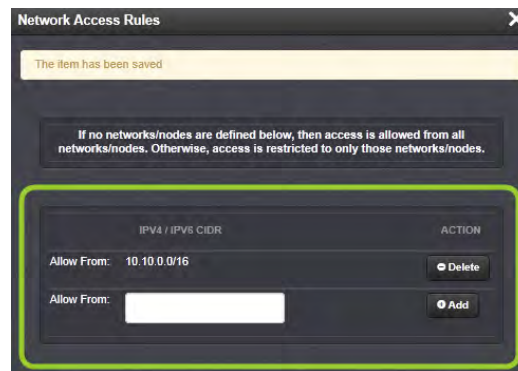 Network Access Rules
The item has been saved
If no networks/nodes are defined below, then access is allowed from all
networks/nodes. Otherwise, access is restricted to only those networks/nodes.
IPV4 / IPV6 CIDR ACTION
Allow From: 10.10.0.0/16 Delete
Allow From: Add